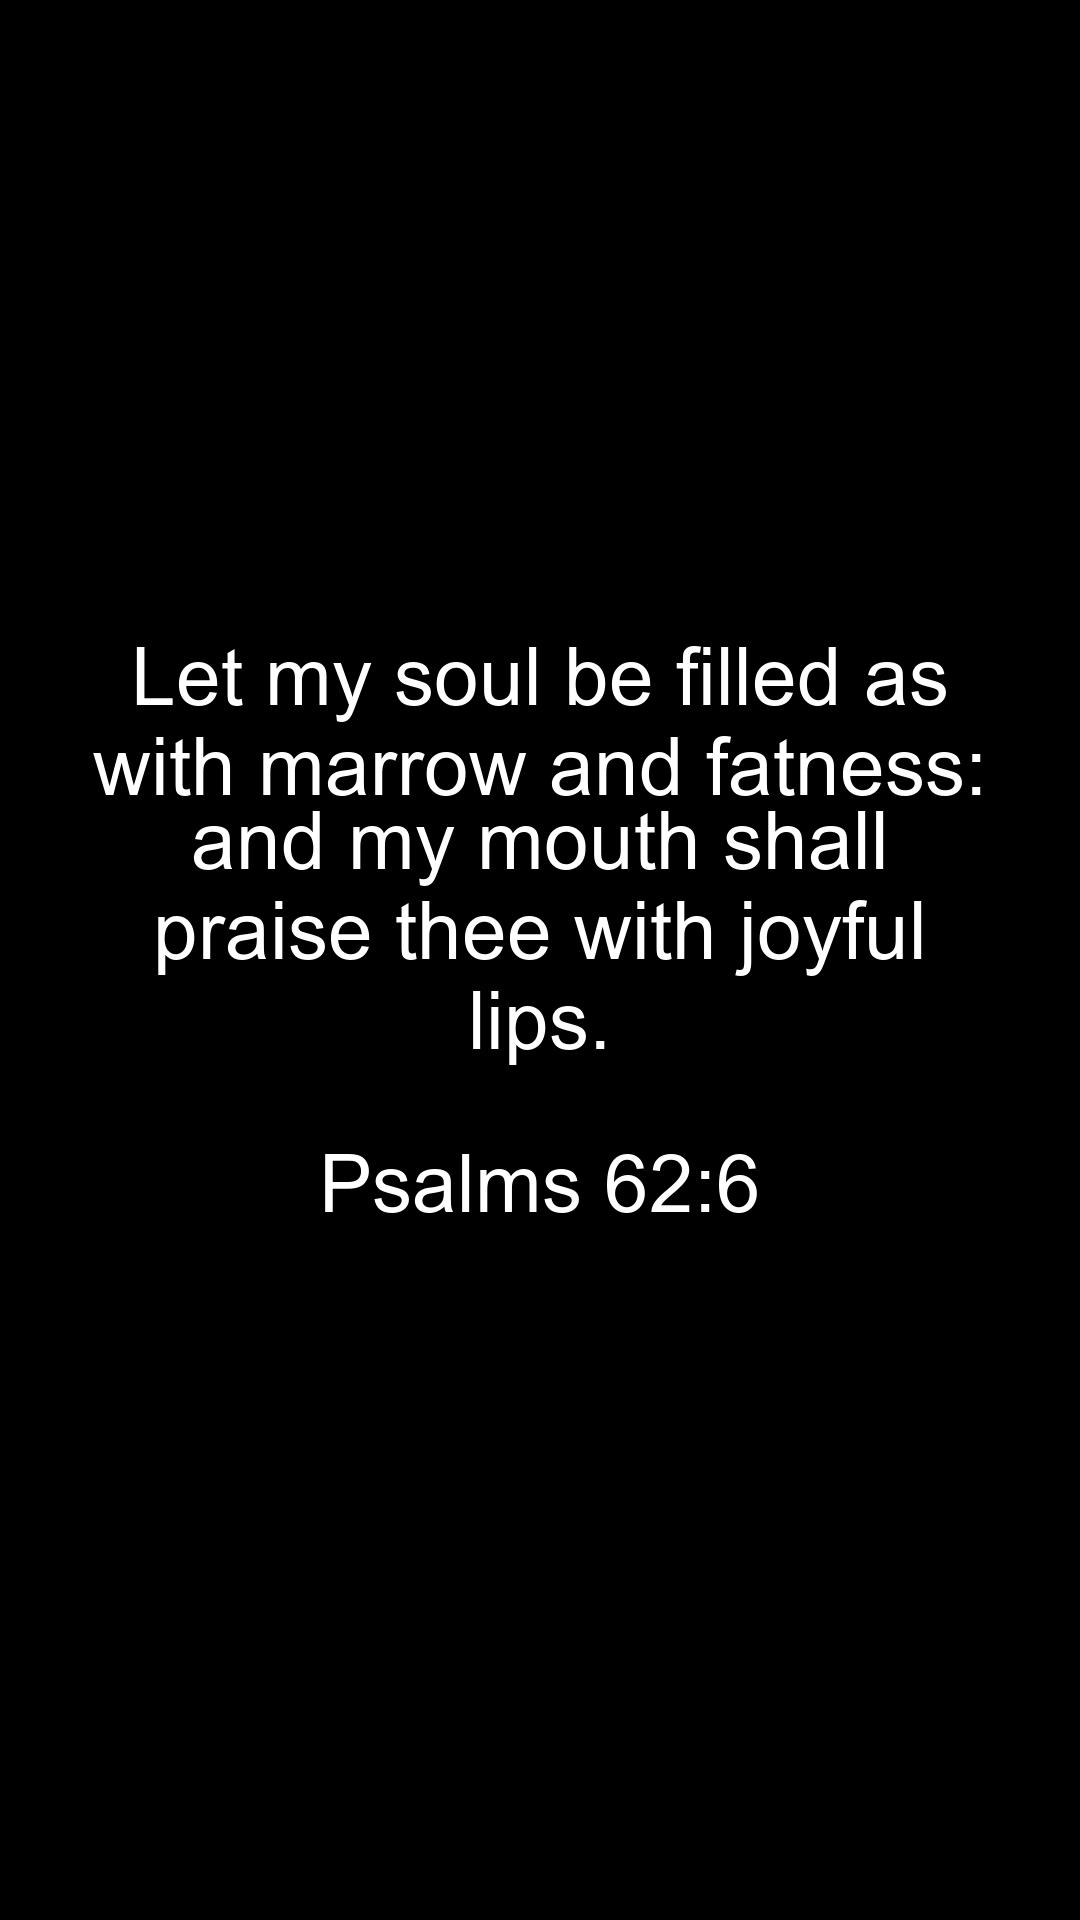 Let my soul be filled as
with marrow and fatness:
and my mouth shall
praise thee with joyful
lips.
Psalms 62:6